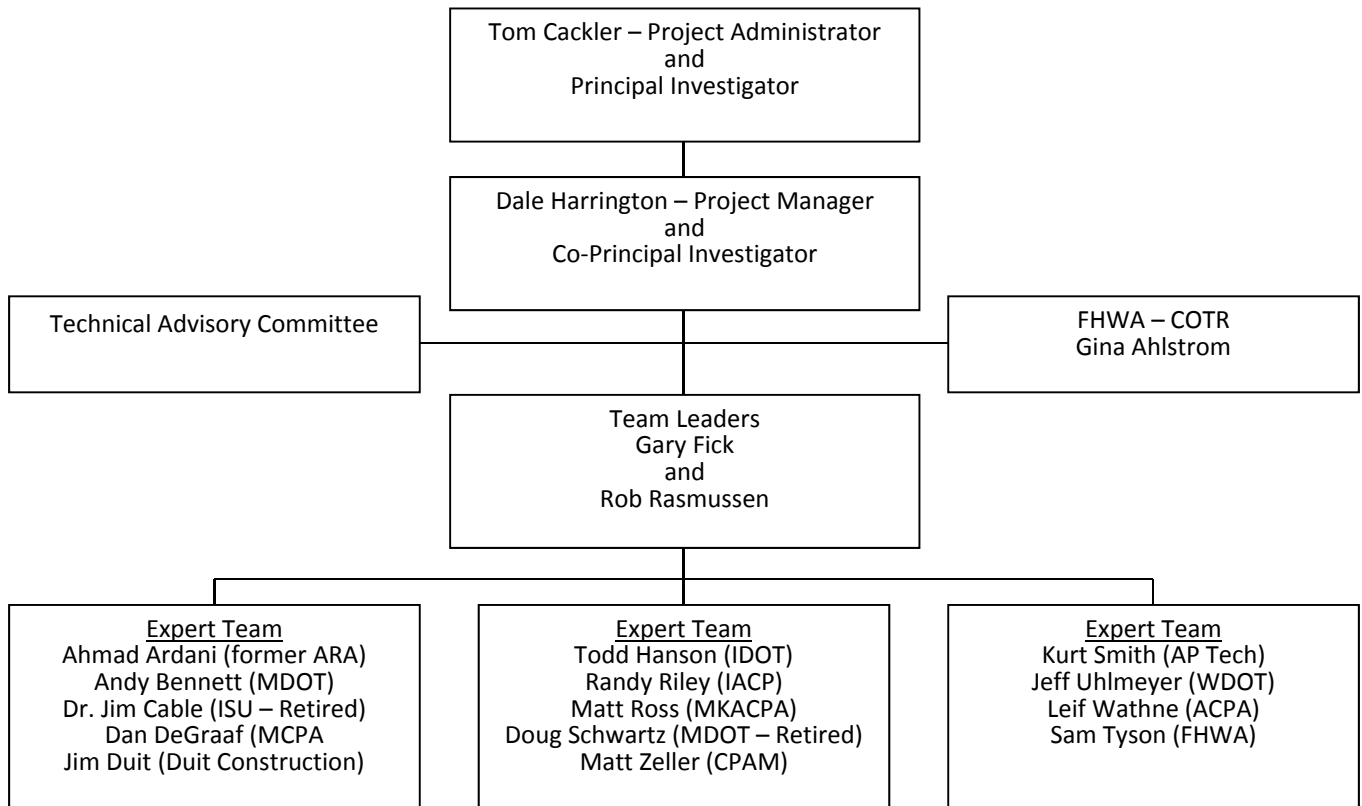 Tom Cackler – Project Administrator
and
Principal Investigator
Dale Harrington – Project Manager
and
Co-Principal Investigator
Technical Advisory Committee
FHWA – COTR
Gina Ahlstrom
Team Leaders
Gary Fick
and
Rob Rasmussen
Expert Team
Ahmad Ardani (former ARA)
Andy Bennett (MDOT)
Dr. Jim Cable (ISU – Retired)
Dan DeGraaf (MCPA
Jim Duit (Duit Construction)
Expert Team
Todd Hanson (IDOT)
Randy Riley (IACP)
Matt Ross (MKACPA)
Doug Schwartz (MDOT – Retired)
Matt Zeller (CPAM)
Expert Team
Kurt Smith (AP Tech)
Jeff Uhlmeyer (WDOT)
Leif Wathne (ACPA)
Sam Tyson (FHWA)